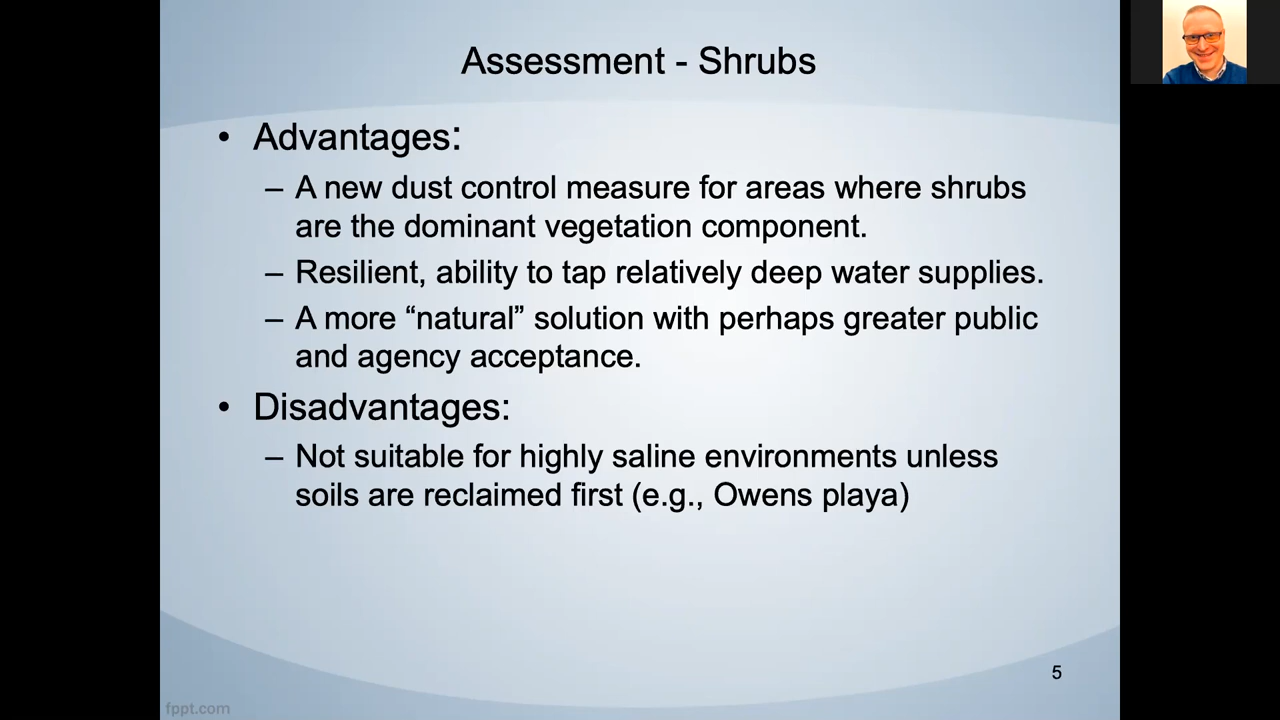 Assessment - Shrubs
• Advantages:
– A new dust control measure for areas where shrubs
are the dominant vegetation component.
– Resilient, ability to tap relatively deep water supplies.
– A more “natural” solution with perhaps greater public
and agency acceptance.
• Disadvantages:
– Not suitable for highly saline environments unless
soils are reclaimed first (e.g., Owens playa)
5
fppt.com